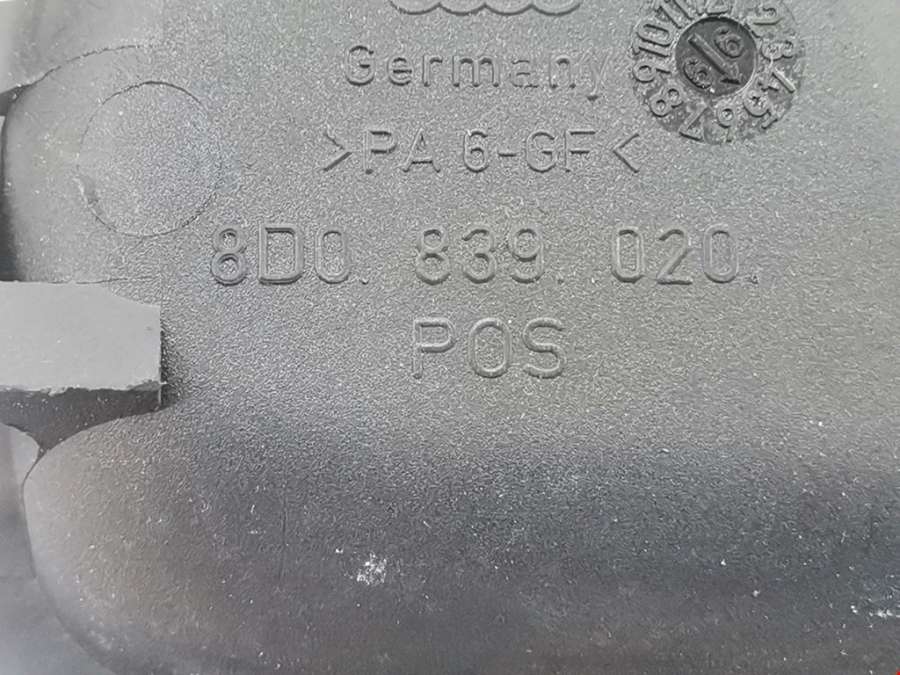 Germany
>PA 6-GF<
8D0. 839. 020.
POS